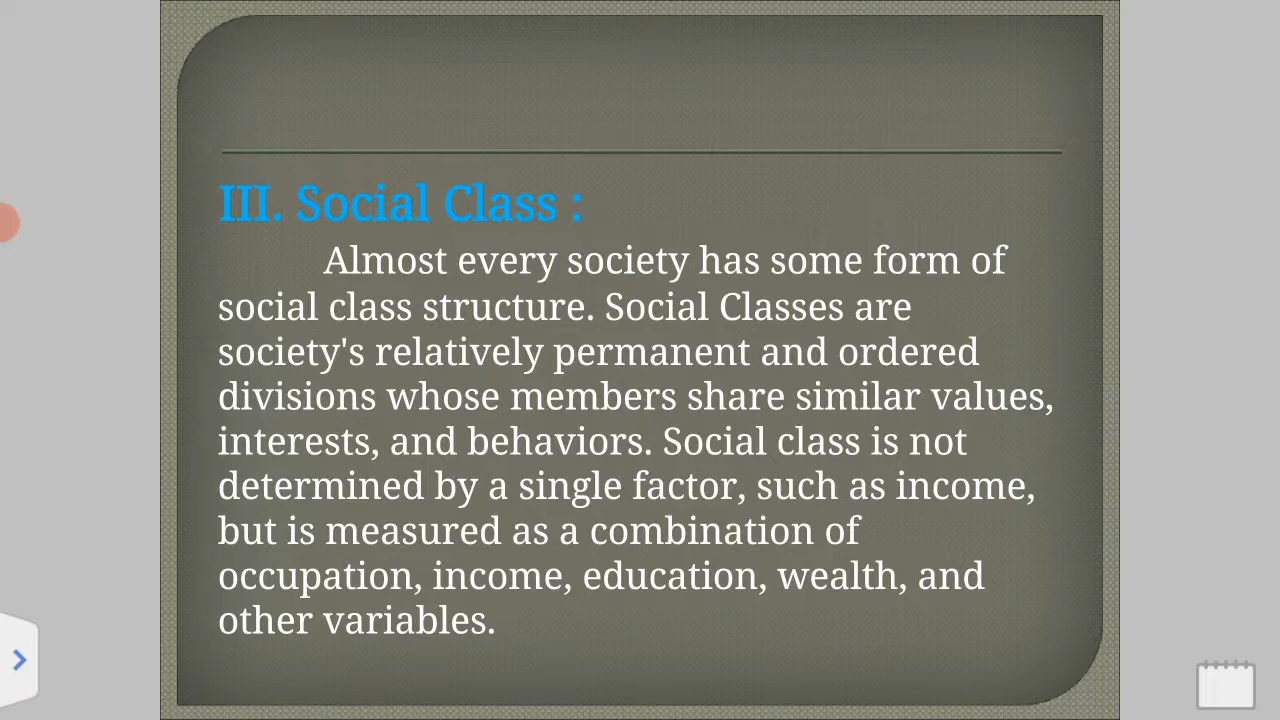 III. Social Class :
Almost every society has some form of
social class structure. Social Classes are
society's relatively permanent and ordered
divisions whose members share similar values,
interests, and behaviors. Social class is not
determined by a single factor, such as income,
but is measured as a combination of
occupation, income, education, wealth, and
other variables.